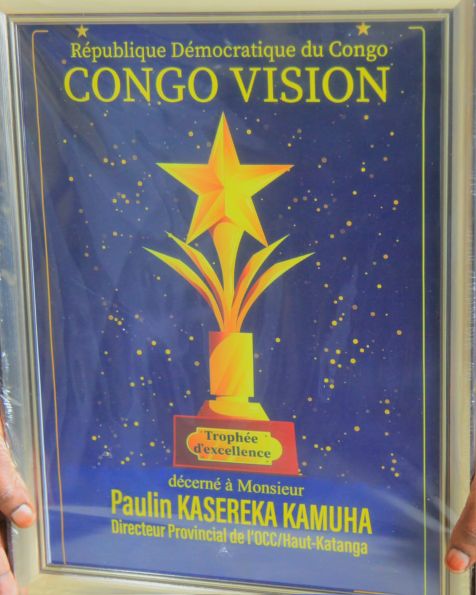 République Démocratique du Congo
CONGO VISION
Trophée
d'excellence
décerné à Monsieur
Paulin KASEREKA KAMUHA
Directeur Provincial de l'OCC/Haut-Katanga